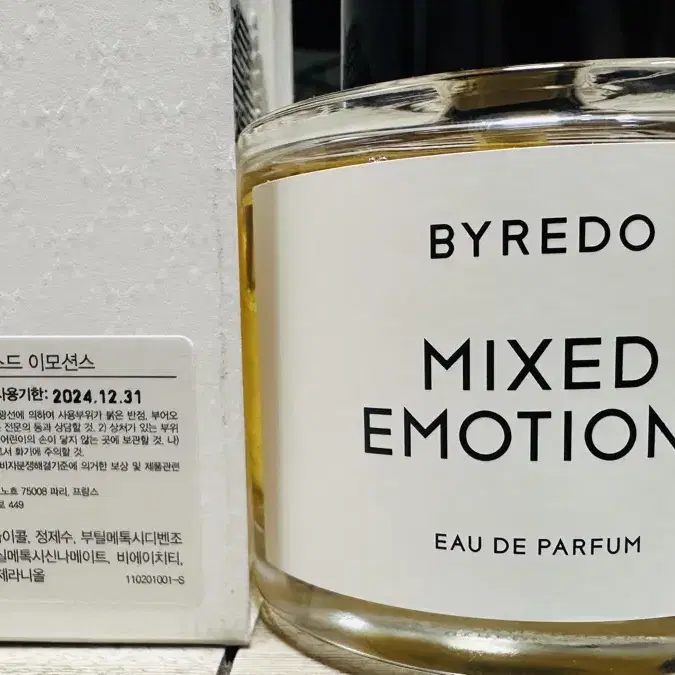 스드 이모션스
사용기한: 2024.12.31
광선에 의하여 사용부위가 붉은 반점, 부어오
전문의 등과 상담할 것. 2) 상처가 있는 부위
어린이의 손이 닿지 않는 곳에 보관할 것. 나)
서 화기에 주의할 것.
비자분쟁해결기준에 의거한 보상 및 제품관련
노흐 75008 파리, 프랑스
로 449
라이콜, 정제수, 부틸메톡시디벤조
실메톡시신나메이트, 비에이치티,
제라니올
110201001-S
BYREDO
MIXED
EMOTION
EAU DE PARFUM